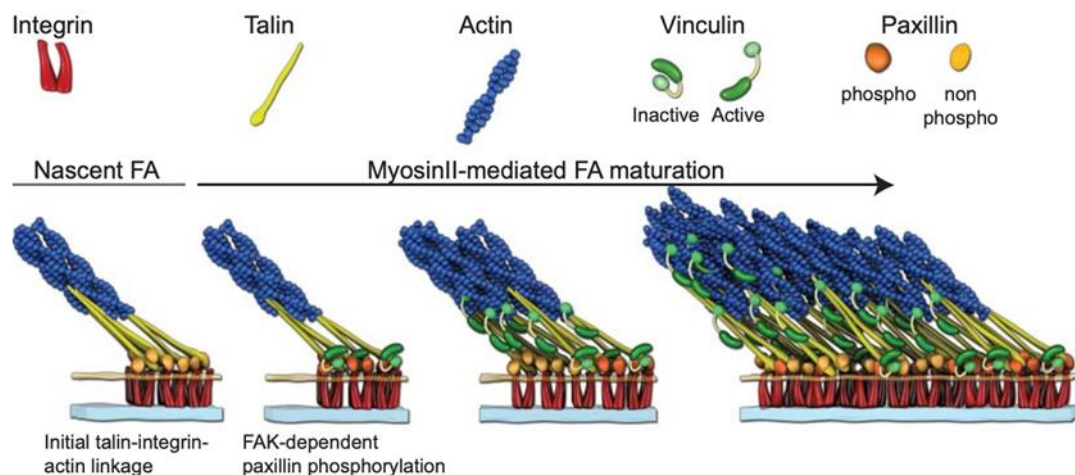 Integrin
Talin
Actin
Vinculin
Paxillin
Inactive
Active
phospho
non
phospho
Nascent FA
MyosinII-mediated FA maturation
Initial talin-integrin-
actin linkage
FAK-dependent
paxillin phosphorylation